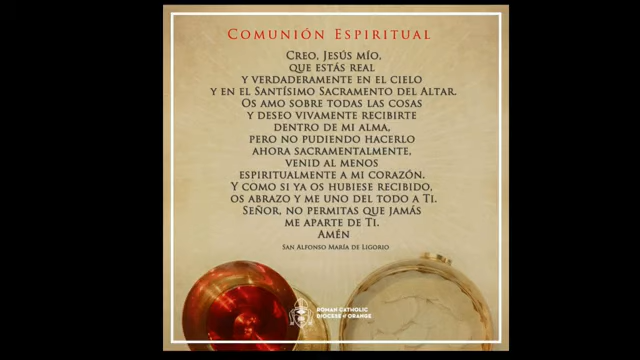 COMUNIÓN ESPIRITUAL
CREO, JESÚS MÍO,
QUE ESTÁS REAL
Y VERDADERAMENTE EN EL CIELO
Y EN EL SANTÍSIMO SACRAMENTO DEL ALTAR.
OS AMO SOBRE TODAS LAS COSAS
Y DESEO VIVAMENTE RECIBIRTE
DENTRO DE MI ALMA,
PERO NO PUDIENDO HACERLO
AHORA SACRAMENTALMENTE,
VENID AL MENOS
ESPIRITUALMENTE A MI CORAZÓN.
Y COMO SI YA OS HUBIESE RECIBIDO,
OS ABRAZO Y ME UNO DEL TODO A TI.
SEÑOR, NO PERMITAS QUE JAMÁS
ME APARTE DE TI.
AMÉN
SAN ALFONSO MARÍA DE LIGORIO
ROMAN CATHOLIC
DIOCESE of ORANGE